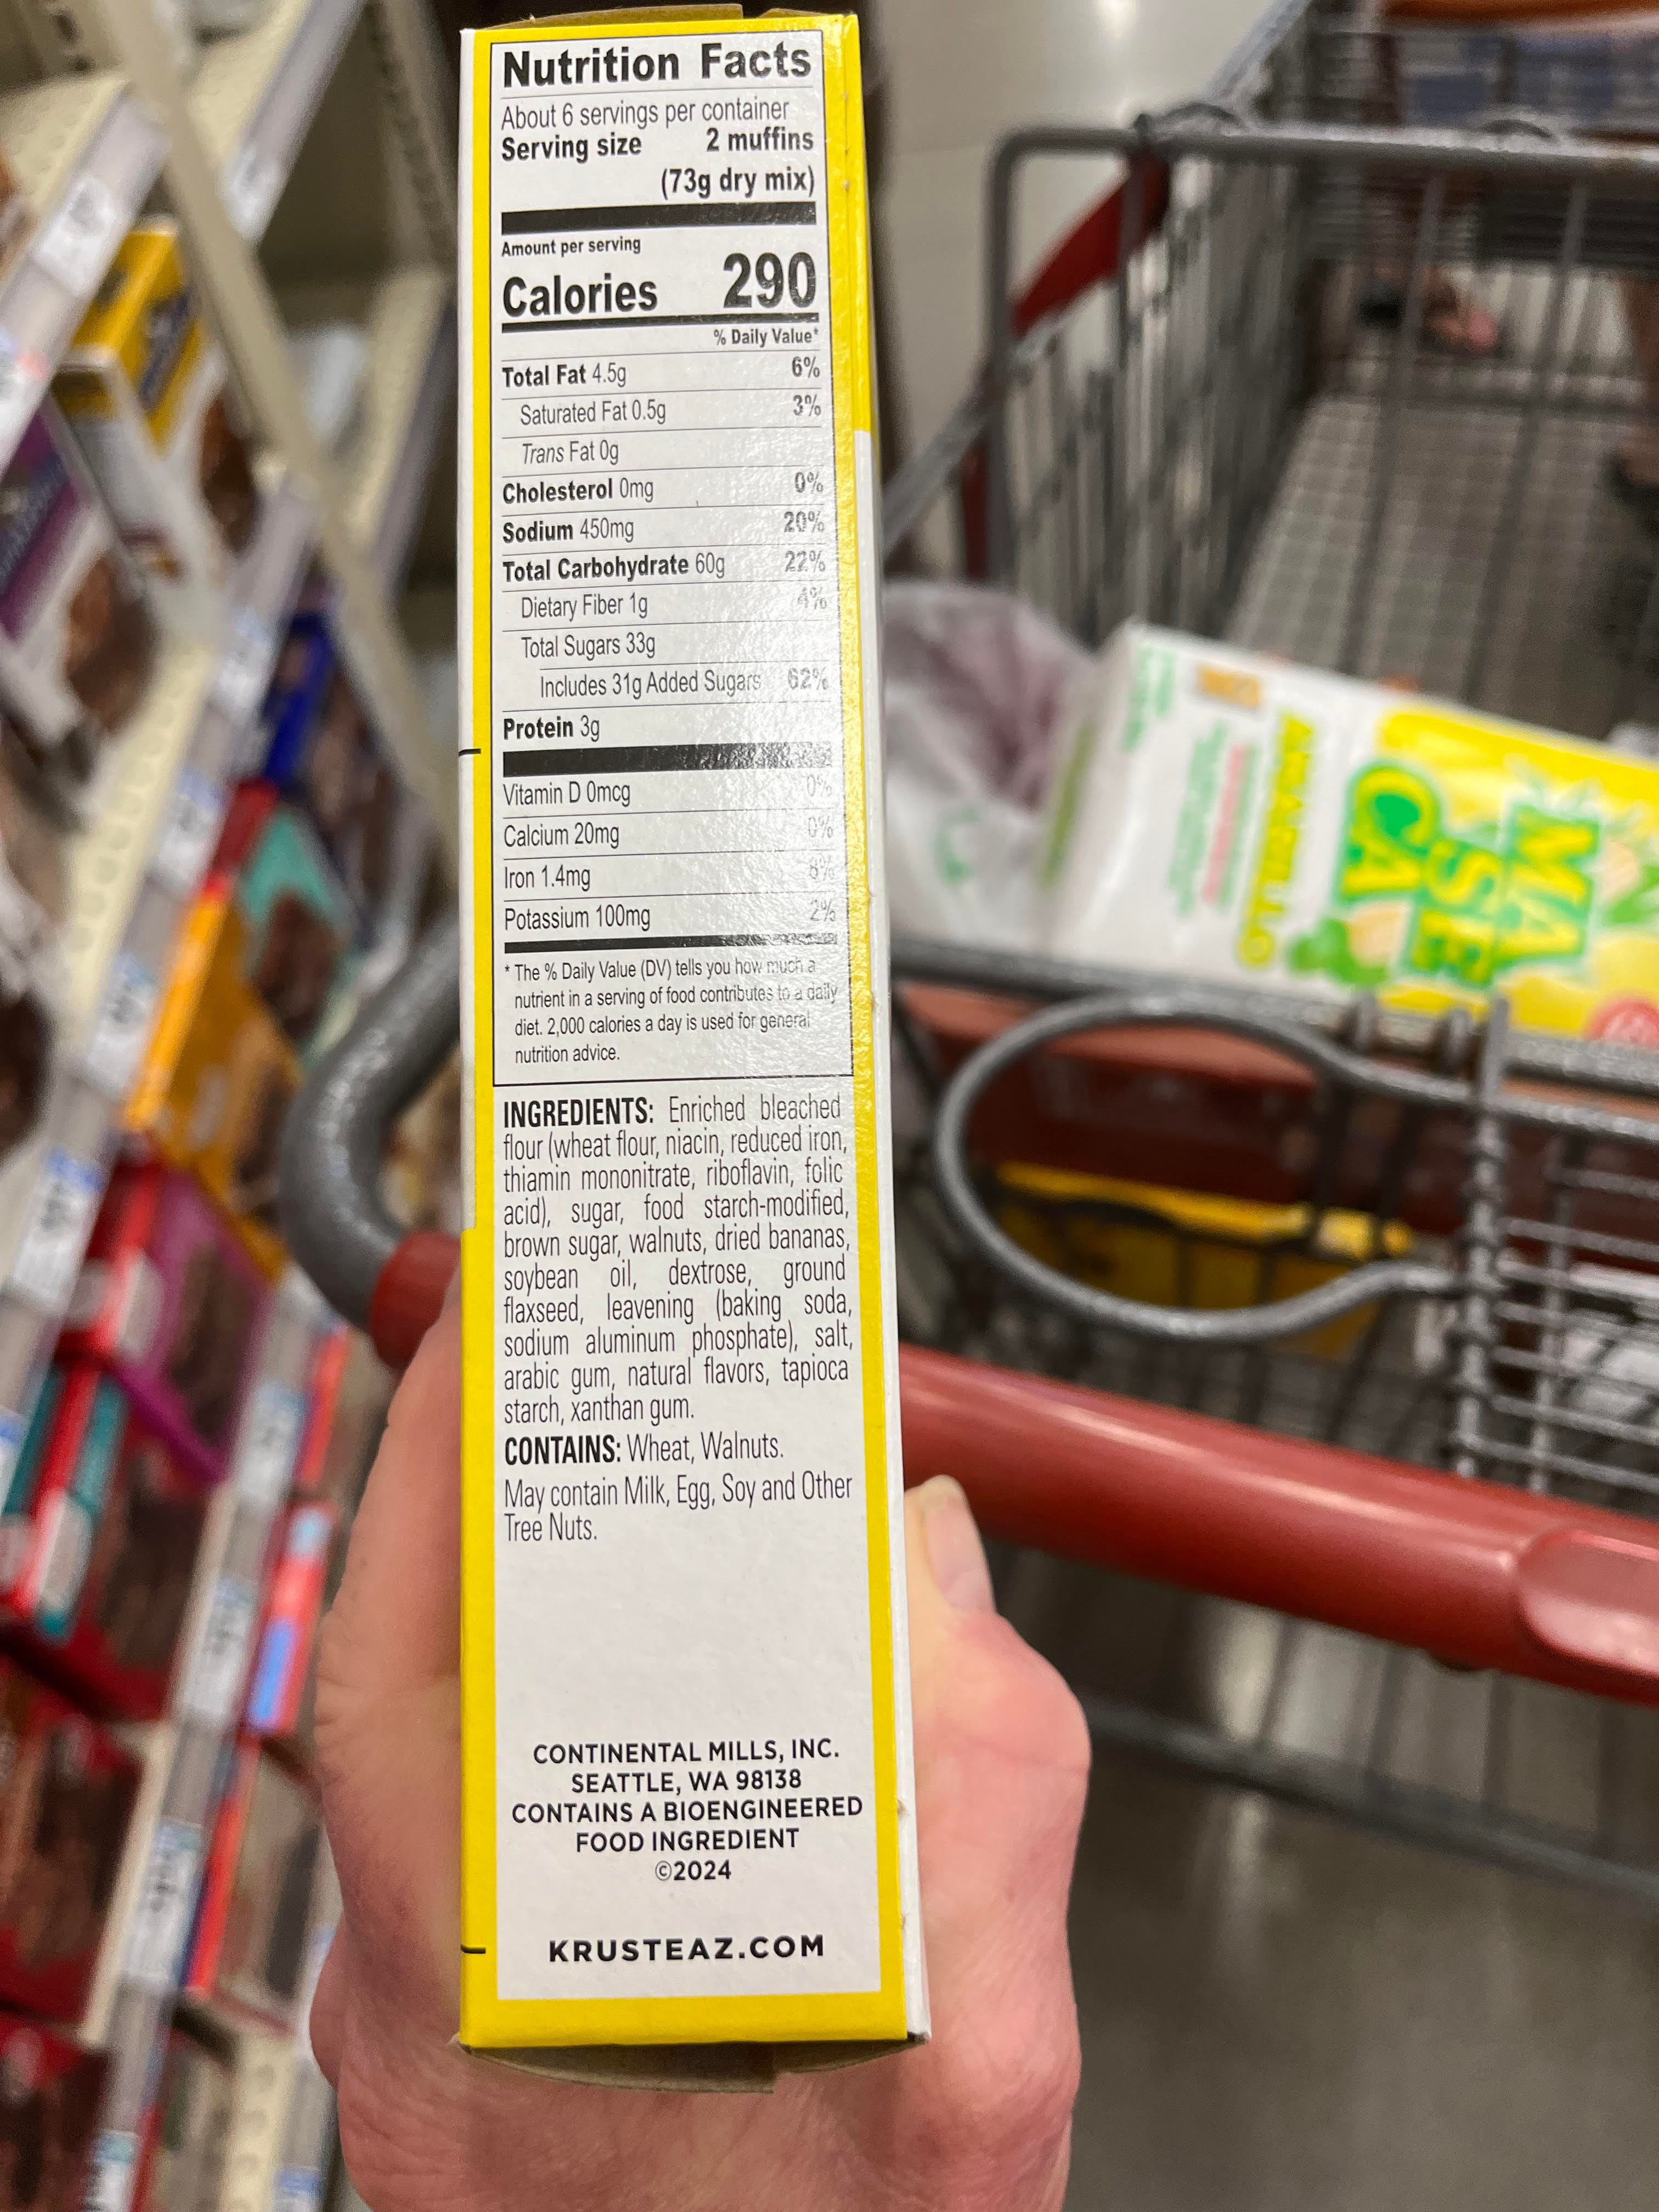 Nutrition Facts
About 6 servings per container
Serving size 2 muffins
(73g dry mix)
Amount per serving
Calories 290
% Daily Value*
Total Fat 4.5g 6%
Saturated Fat 0.5g 3%
Trans Fat 0g
Cholesterol 0mg 0%
Sodium 450mg 20%
Total Carbohydrate 60g 22%
Dietary Fiber 1g 4%
Total Sugars 33g
Includes 31g Added Sugars 62%
Protein 3g
Vitamin D 0mcg 0%
Calcium 20mg 0%
Iron 1.4mg 8%
Potassium 100mg 2%
* The % Daily Value (DV) tells you how much a
nutrient in a serving of food contributes to a daily
diet. 2,000 calories a day is used for general
nutrition advice.
INGREDIENTS: Enriched bleached
flour (wheat flour, niacin, reduced iron,
thiamin mononitrate, riboflavin, folic
acid), sugar, food starch-modified,
brown sugar, walnuts, dried bananas,
soybean oil, dextrose, ground
flaxseed, leavening (baking soda,
sodium aluminum phosphate), salt,
arabic gum, natural flavors, tapioca
starch, xanthan gum.
CONTAINS: Wheat, Walnuts.
May contain Milk, Egg, Soy and Other
Tree Nuts.
CONTINENTAL MILLS, INC.
SEATTLE, WA 98138
CONTAINS A BIOENGINEERED
FOOD INGREDIENT
©2024
KRUSTEAZ.COM
MA
SE
CA
AMARILLO